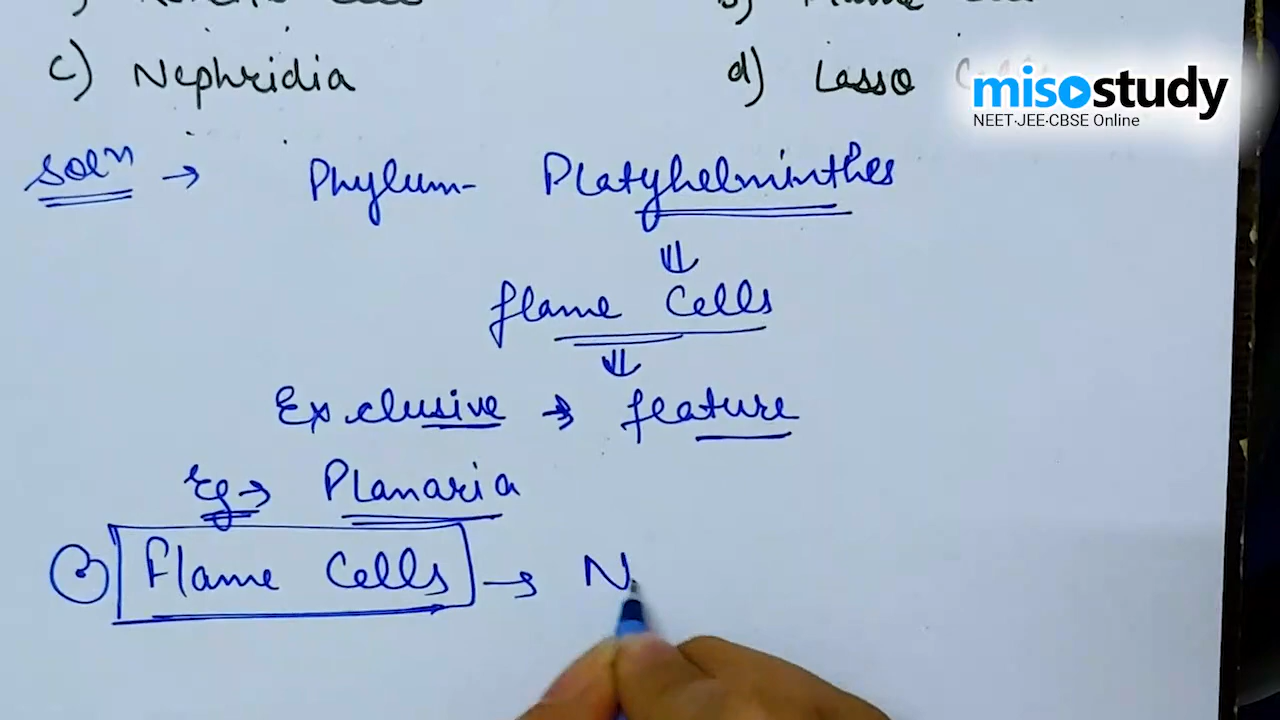 b)
c) Nephridia d) Lasso
misostudy
NEET·JEE·CBSE Online
Solⁿ → Phylum- Platyhelminthes
⇓
flame Cells
⇓
Exclusive → feature
Eg → Planaria
Flame Cells → N